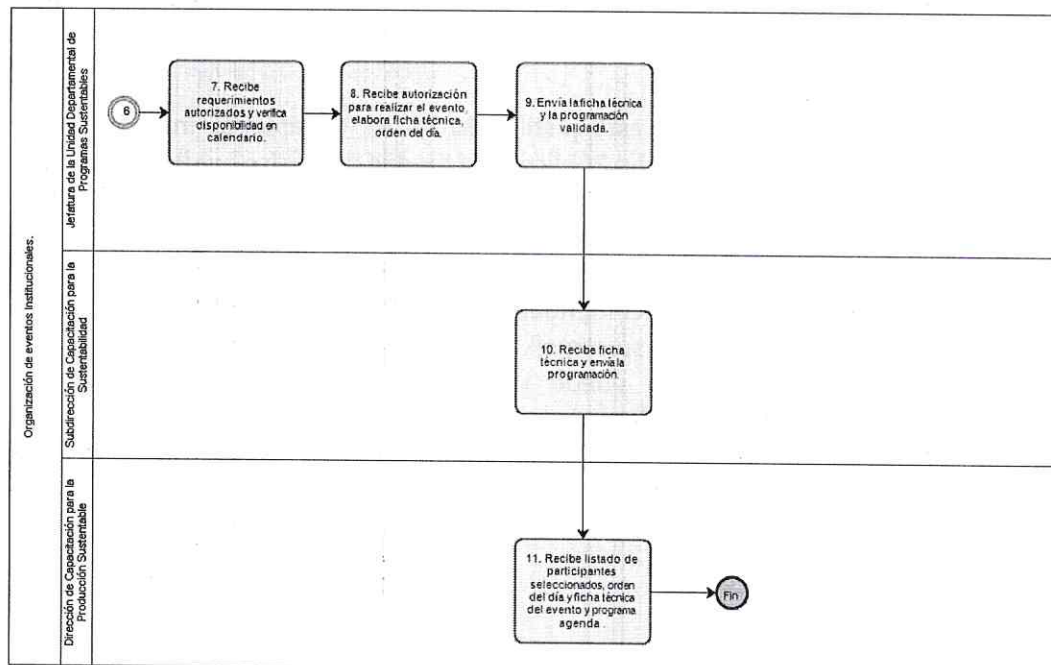 Organización de eventos Institucionales.
Jefatura de la Unidad Departamental de
Programas Sustentables
6
7. Recibe
requerimientos
autorizados y verifica
disponibilidad en
calendario.
8. Recibe autorización
para realizar el evento,
elabora ficha técnica,
orden del día.
9. Envía la ficha técnica
y la programación
validada.
Subdirección de Capacitación para la
Sustentabilidad
10. Recibe ficha
técnica y envía la
programación.
Dirección de Capacitación para la
Producción Sustentable
11. Recibe listado de
participantes
seleccionados, orden
del día y ficha técnica
del evento y programa
agenda .
Fin